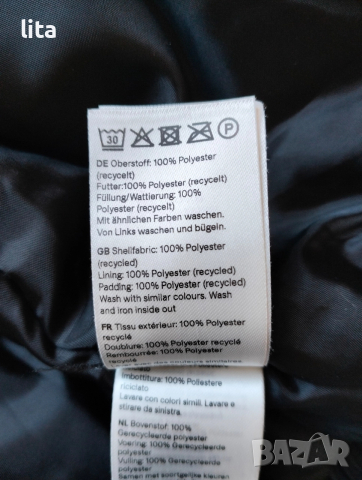 lita
30
P
DE Oberstoff: 100% Polyester
(recycelt)
Futter:100% Polyester (recycelt)
Füllung/Wattierung: 100%
Polyester (recycelt)
Mit ähnlichen Farben waschen.
Von Links waschen und bügeln.
GB Shellfabric: 100% Polyester
(recycled)
Lining: 100% Polyester (recycled)
Padding: 100% Polyester (recycled)
Wash with similar colours. Wash
and iron inside out
FR Tissu extérieur: 100% Polyester
recyclé
Doublure: 100% Polyester recyclé
Rembourrée: 100% Polyester
recyclé
Imbottitura: 100% Poliestere
riciclato
Lavare con colori simili. Lavare e
stirare da sinistra.
NL Bovenstof: 100%
Gerecycleerde polyester
Voering: 100% Gerecycleerde
polyester
Vulling: 100% Gerecycleerde
polyester
BAZAR